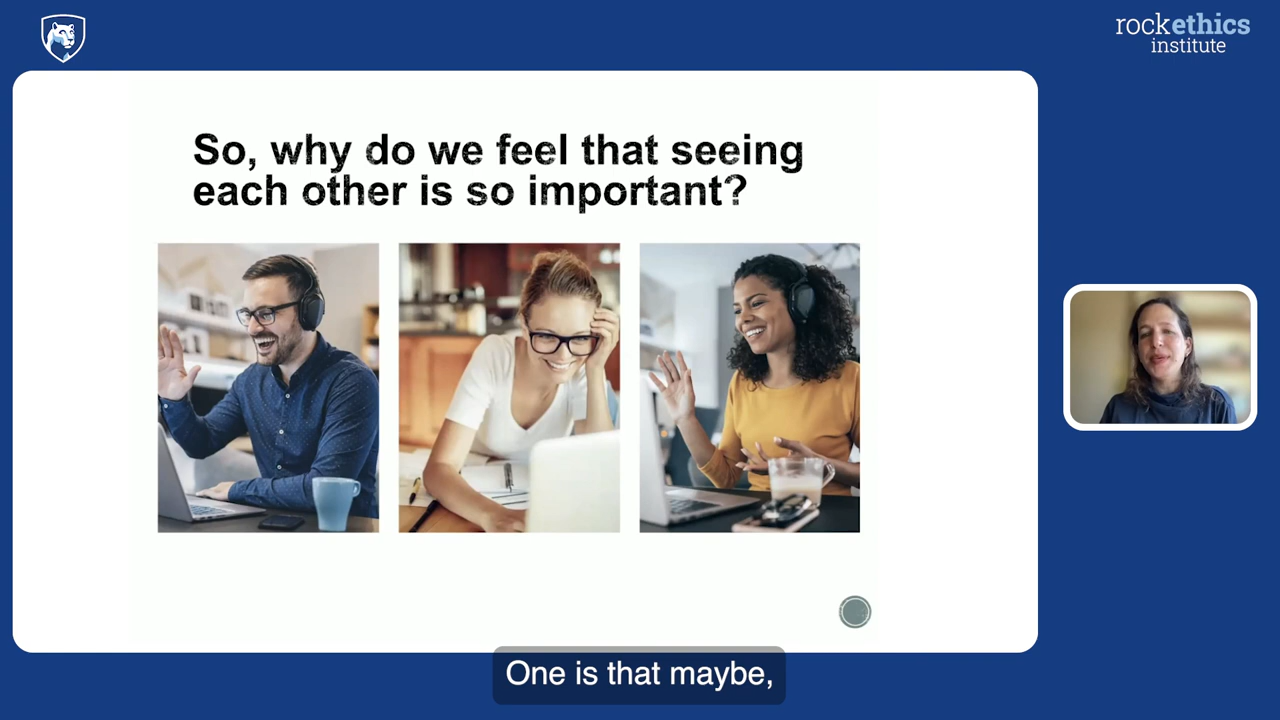 rockethics
institute
So, why do we feel that seeing
each other is so important?
One is that maybe,